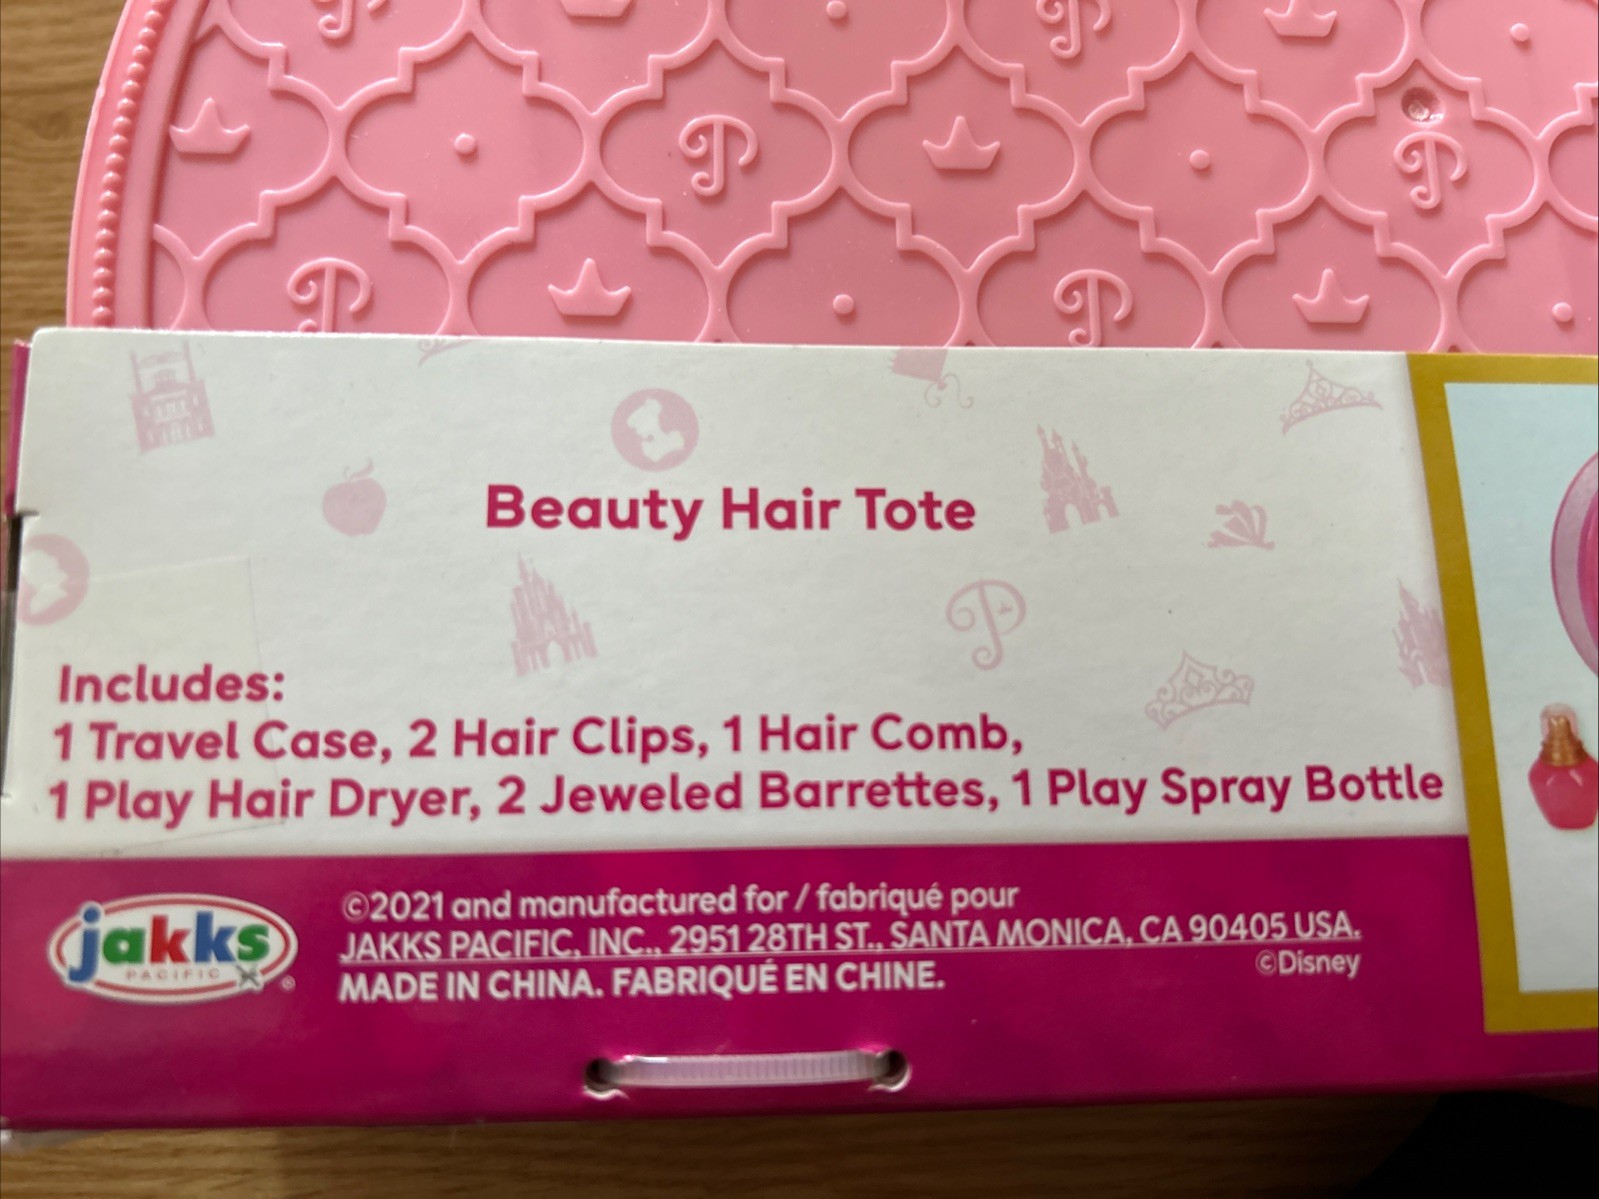 Beauty Hair Tote
Includes:
1 Travel Case, 2 Hair Clips, 1 Hair Comb,
1 Play Hair Dryer, 2 Jeweled Barrettes, 1 Play Spray Bottle
jakks
PACIFIC
®
©2021 and manufactured for / fabriqué pour
JAKKS PACIFIC, INC., 2951 28TH ST., SANTA MONICA, CA 90405 USA.
MADE IN CHINA. FABRIQUÉ EN CHINE.
©Disney